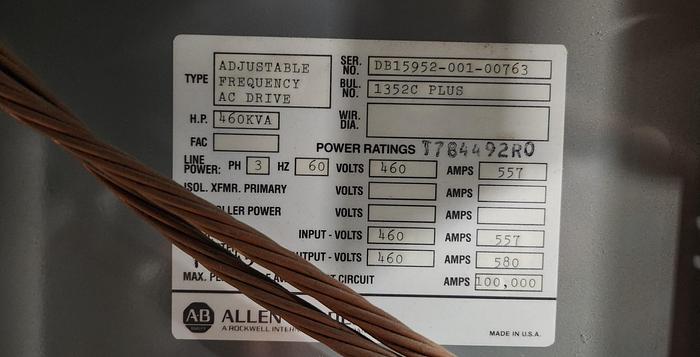 TYPE ADJUSTABLE
FREQUENCY
AC DRIVE
SER. NO. DB15952-001-00763
BUL. NO. 1352C PLUS
H.P. 460KVA
WIR. DIA.
FAC
POWER RATINGS T784492R0
LINE POWER: PH 3 HZ 60 VOLTS 460 AMPS 557
ISOL. XFMR. PRIMARY VOLTS AMPS
POWER VOLTS AMPS
INPUT - VOLTS 460 AMPS 557
VOLTS 460 AMPS 580
MAX. CIRCUIT AMPS 100,000
AB ALLEN
A ROCKWELL
MADE IN U.S.A.